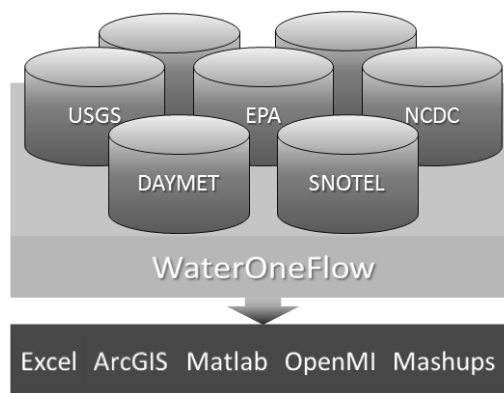 USGS EPA NCDC
DAYMET SNOTEL
WaterOneFlow
Excel ArcGIS Matlab OpenMI Mashups